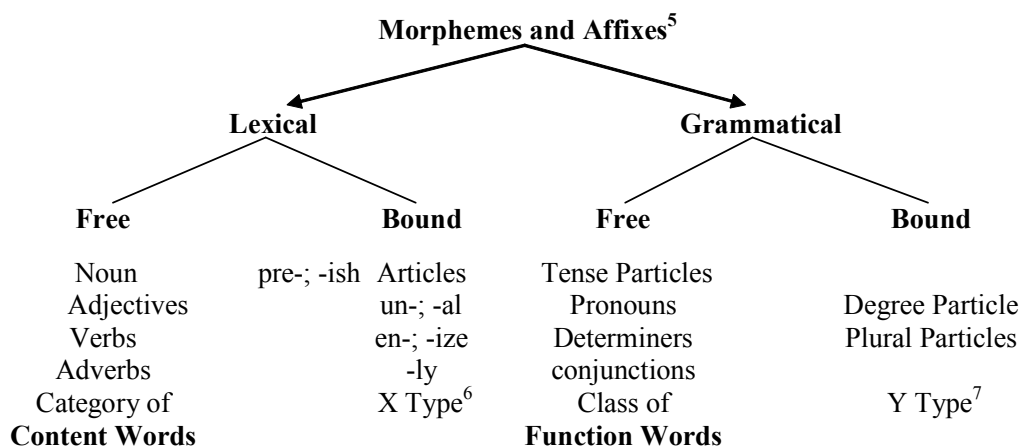 Morphemes and Affixes5
Lexical Grammatical
Free Bound Free Bound
Noun pre-; -ish Articles Tense Particles
Adjectives un-; -al Pronouns Degree Particle
Verbs en-; -ize Determiners Plural Particles
Adverbs -ly conjunctions
Category of X Type6 Class of Y Type7
Content Words Function Words